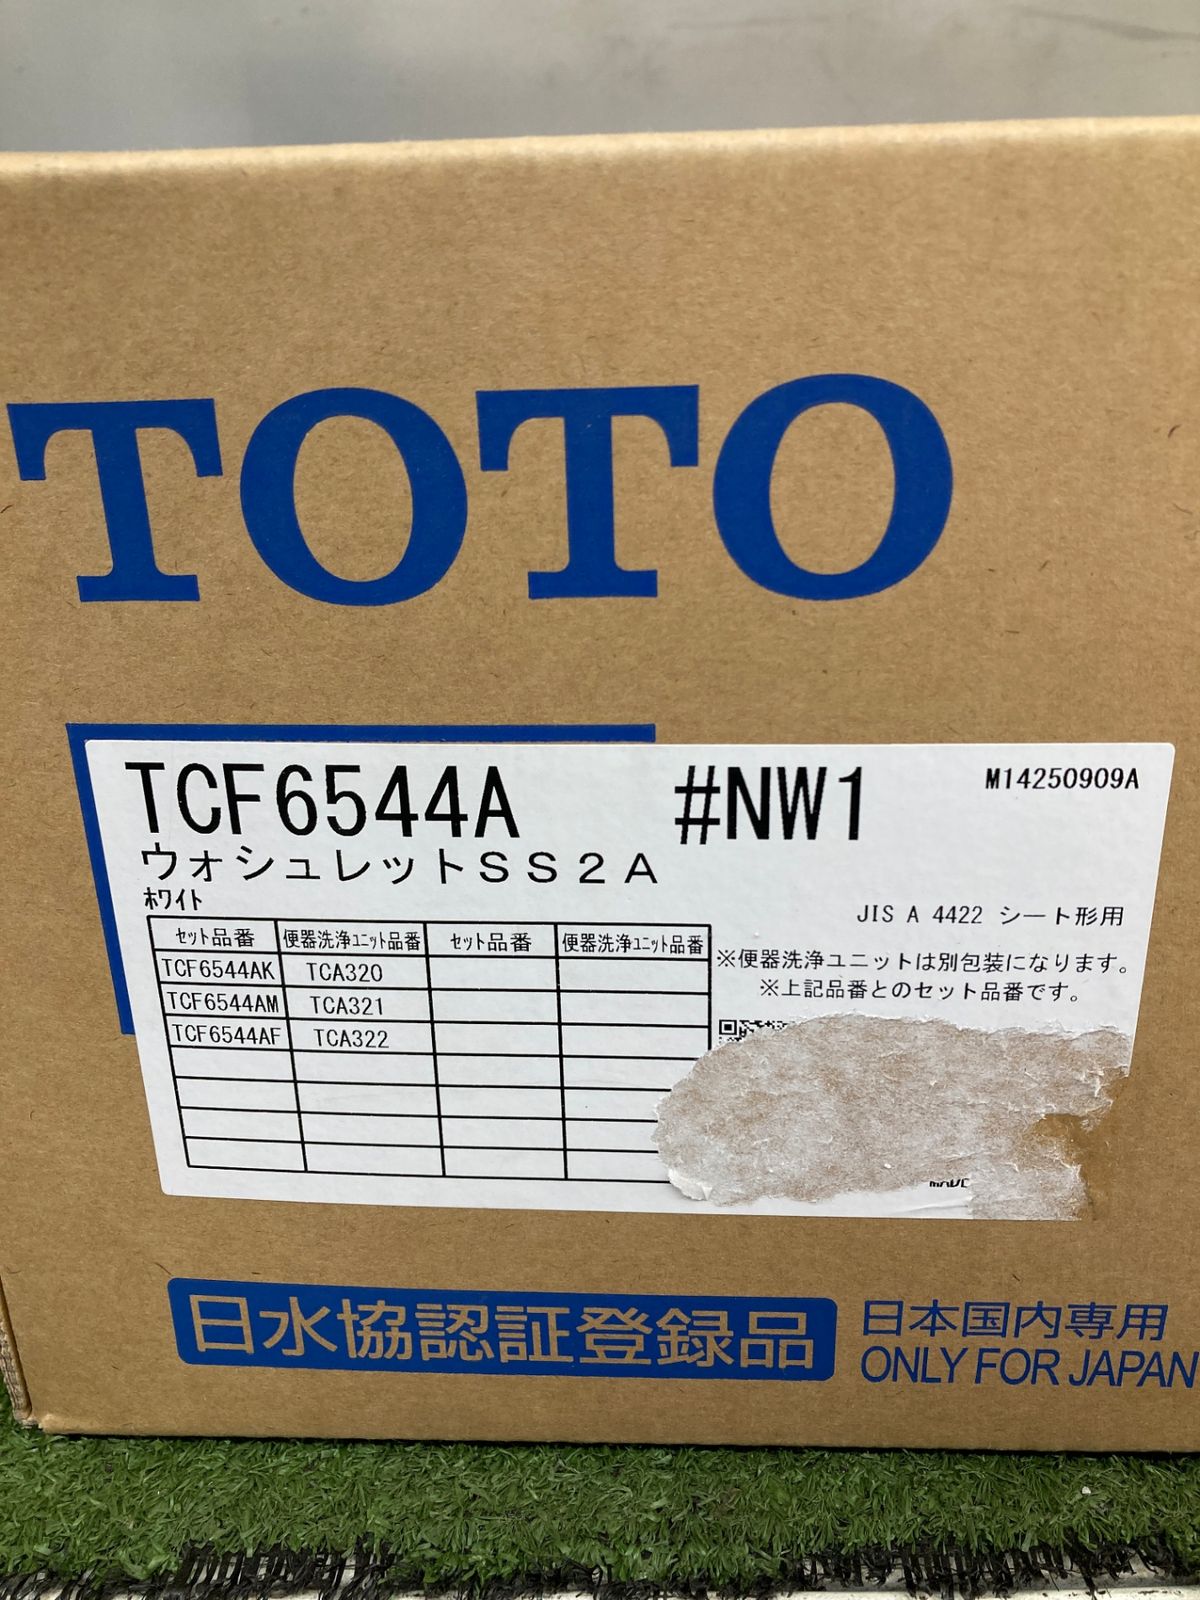 TOTO
TCF6544A #NW1 M14250909A
ウォシュレットSS2A
ホワイト
JIS A 4422 シート形用
セット品番 便器洗浄ユニット品番 セット品番 便器洗浄ユニット品番
TCF6544AK TCA320
TCF6544AM TCA321
TCF6544AF TCA322
※便器洗浄ユニットは別包装になります。
※上記品番とのセット品番です。
日水協認証登録品
日本国内専用
ONLY FOR JAPAN